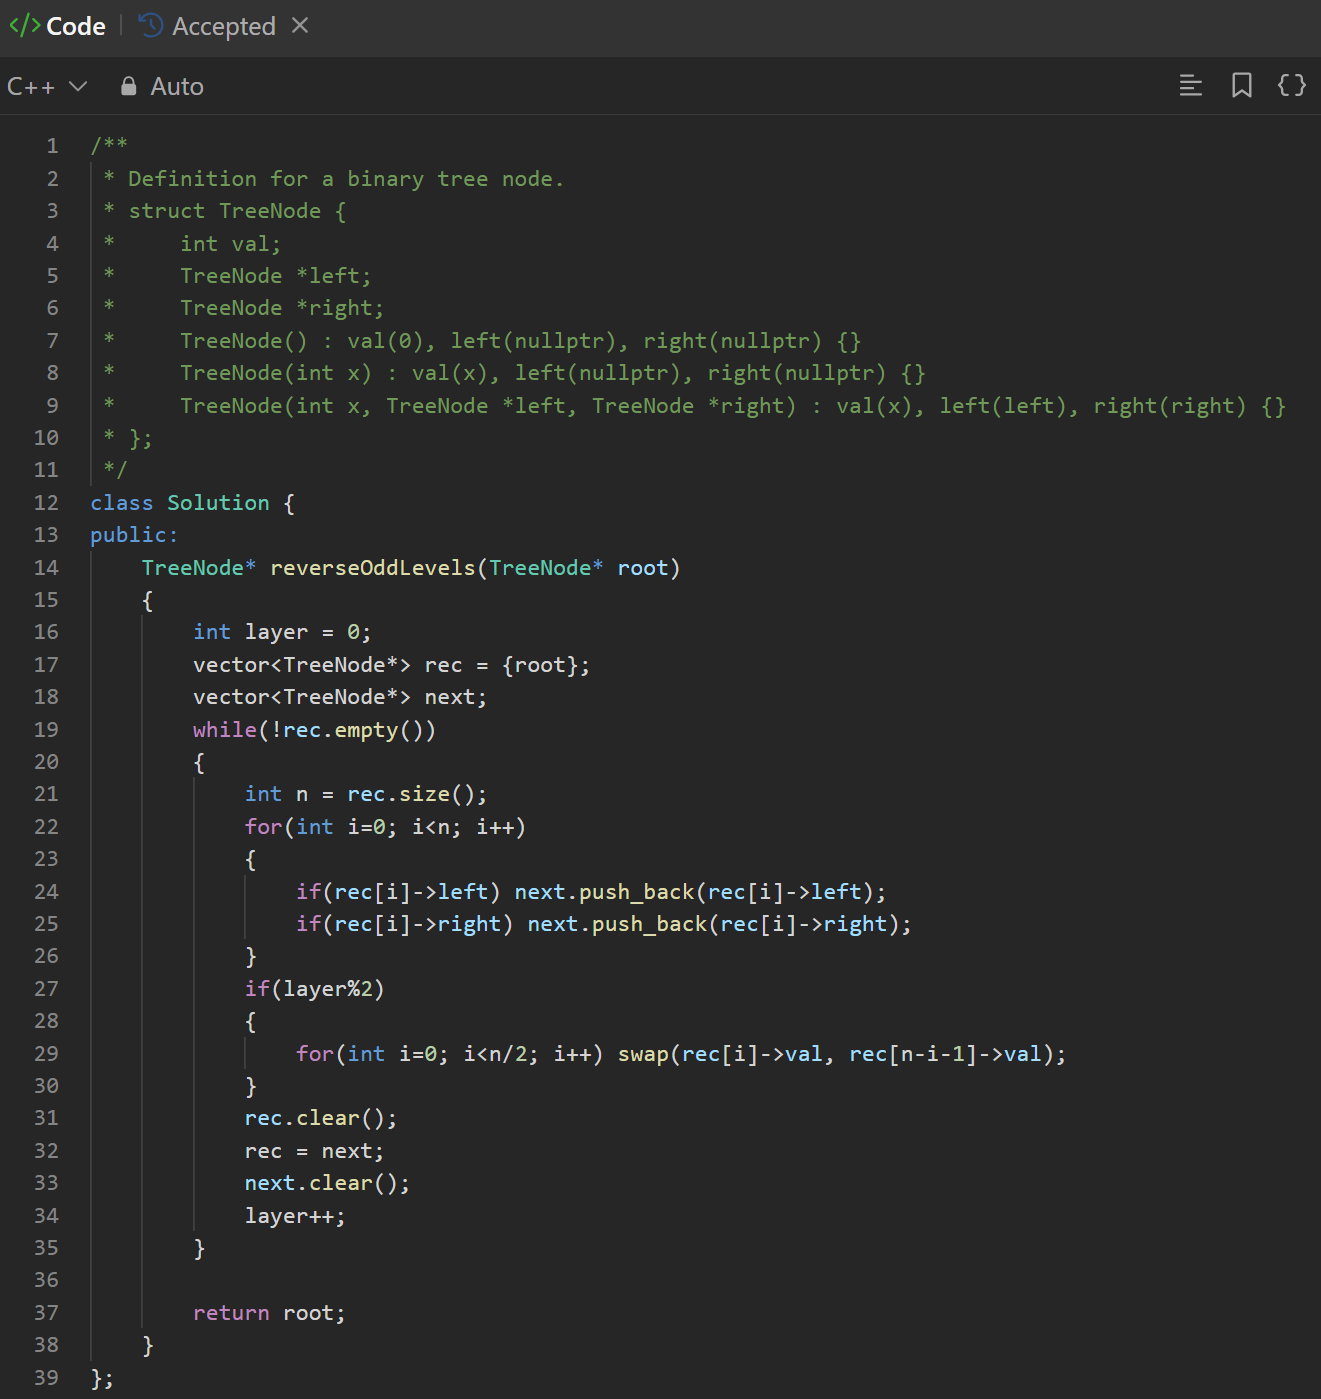 </> Code | Accepted ×
C++ Auto {}
1 /**
2  * Definition for a binary tree node.
3  * struct TreeNode {
4  *     int val;
5  *     TreeNode *left;
6  *     TreeNode *right;
7  *     TreeNode() : val(0), left(nullptr), right(nullptr) {}
8  *     TreeNode(int x) : val(x), left(nullptr), right(nullptr) {}
9  *     TreeNode(int x, TreeNode *left, TreeNode *right) : val(x), left(left), right(right) {}
10  * };
11  */
12 class Solution {
13 public:
14     TreeNode* reverseOddLevels(TreeNode* root)
15     {
16         int layer = 0;
17         vector<TreeNode*> rec = {root};
18         vector<TreeNode*> next;
19         while(!rec.empty())
20         {
21             int n = rec.size();
22             for(int i=0; i<n; i++)
23             {
24                 if(rec[i]->left) next.push_back(rec[i]->left);
25                 if(rec[i]->right) next.push_back(rec[i]->right);
26             }
27             if(layer%2)
28             {
29                 for(int i=0; i<n/2; i++) swap(rec[i]->val, rec[n-i-1]->val);
30             }
31             rec.clear();
32             rec = next;
33             next.clear();
34             layer++;
35         }
36
37         return root;
38     }
39 };